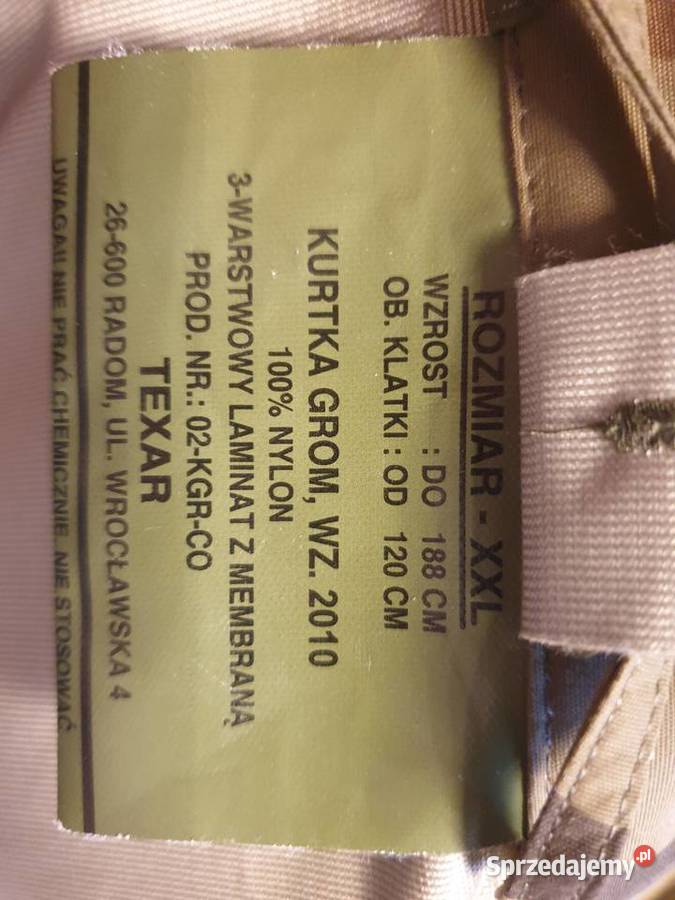 ROZMIAR - XXL
WZROST : DO 188 CM
OB. KLATKI : OD 120 CM
KURTKA GROM, WZ. 2010
100% NYLON
3-WARSTWOWY LAMINAT Z MEMBRANĄ
PROD. NR.: 02-KGR-CO
TEXAR
26-600 RADOM, UL. WROCŁAWSKA 4
UWAGA!! NIE PRAĆ CHEMICZNIE, NIE STOSOWAĆ
Sprzedajemy.pl